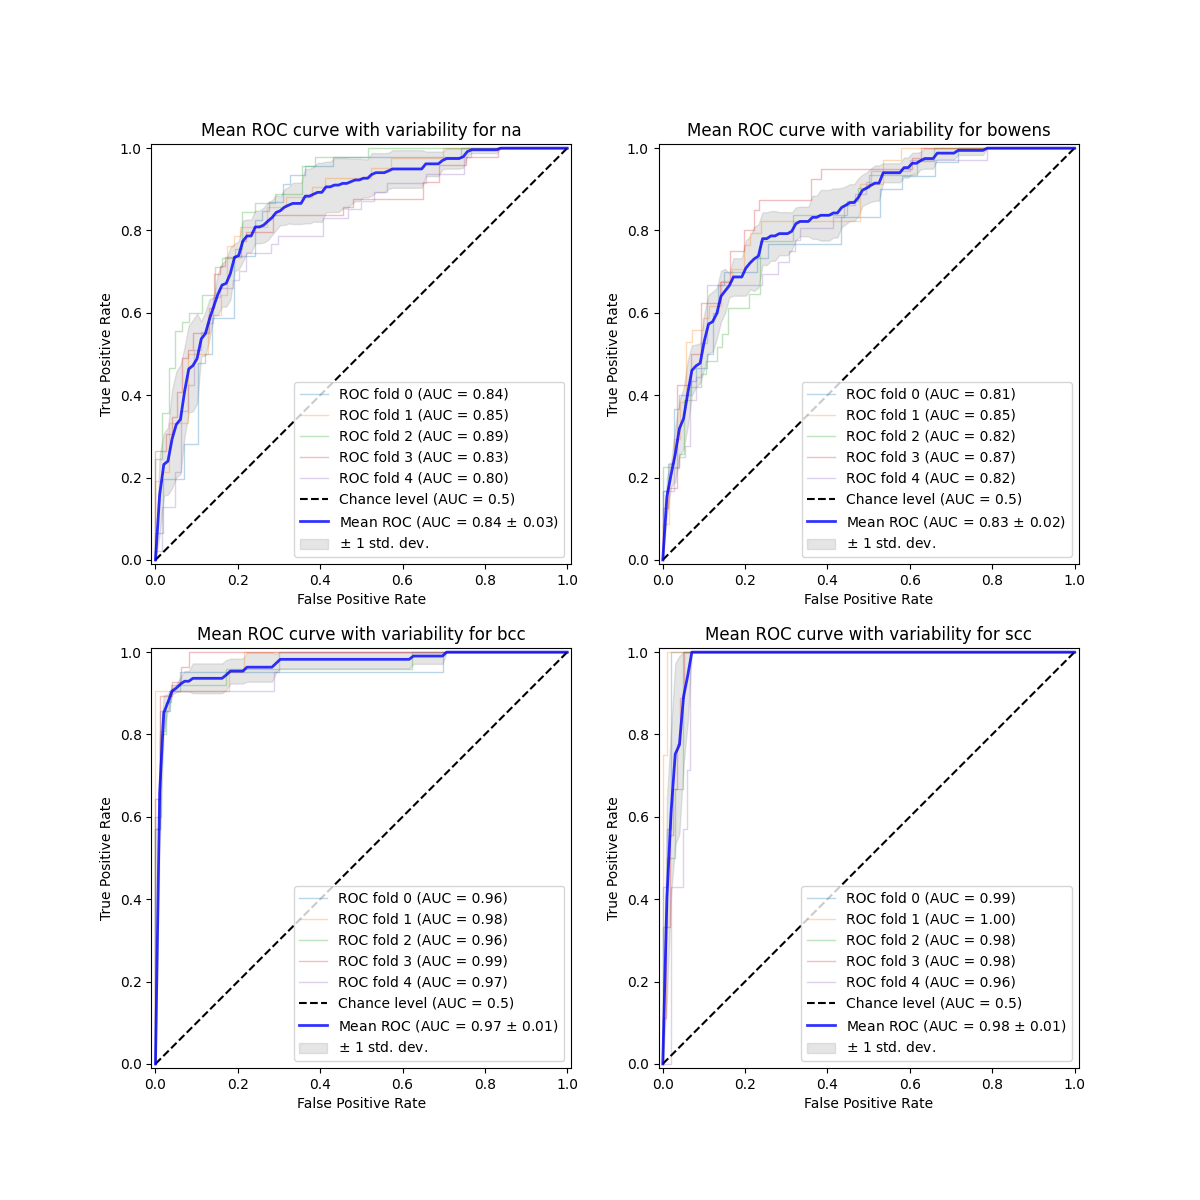 Mean ROC curve with variability for na
1.0
0.8
0.6
0.4
0.2
0.0
True Positive Rate
ROC fold 0 (AUC = 0.84)
ROC fold 1 (AUC = 0.85)
ROC fold 2 (AUC = 0.89)
ROC fold 3 (AUC = 0.83)
ROC fold 4 (AUC = 0.80)
Chance level (AUC = 0.5)
Mean ROC (AUC = 0.84 ± 0.03)
± 1 std. dev.
0.0 0.2 0.4 0.6 0.8 1.0
False Positive Rate
Mean ROC curve with variability for bowens
1.0
0.8
0.6
0.4
0.2
0.0
True Positive Rate
ROC fold 0 (AUC = 0.81)
ROC fold 1 (AUC = 0.85)
ROC fold 2 (AUC = 0.82)
ROC fold 3 (AUC = 0.87)
ROC fold 4 (AUC = 0.82)
Chance level (AUC = 0.5)
Mean ROC (AUC = 0.83 ± 0.02)
± 1 std. dev.
0.0 0.2 0.4 0.6 0.8 1.0
False Positive Rate
Mean ROC curve with variability for bcc
1.0
0.8
0.6
0.4
0.2
0.0
True Positive Rate
ROC fold 0 (AUC = 0.96)
ROC fold 1 (AUC = 0.98)
ROC fold 2 (AUC = 0.96)
ROC fold 3 (AUC = 0.99)
ROC fold 4 (AUC = 0.97)
Chance level (AUC = 0.5)
Mean ROC (AUC = 0.97 ± 0.01)
± 1 std. dev.
0.0 0.2 0.4 0.6 0.8 1.0
False Positive Rate
Mean ROC curve with variability for scc
1.0
0.8
0.6
0.4
0.2
0.0
True Positive Rate
ROC fold 0 (AUC = 0.99)
ROC fold 1 (AUC = 1.00)
ROC fold 2 (AUC = 0.98)
ROC fold 3 (AUC = 0.98)
ROC fold 4 (AUC = 0.96)
Chance level (AUC = 0.5)
Mean ROC (AUC = 0.98 ± 0.01)
± 1 std. dev.
0.0 0.2 0.4 0.6 0.8 1.0
False Positive Rate